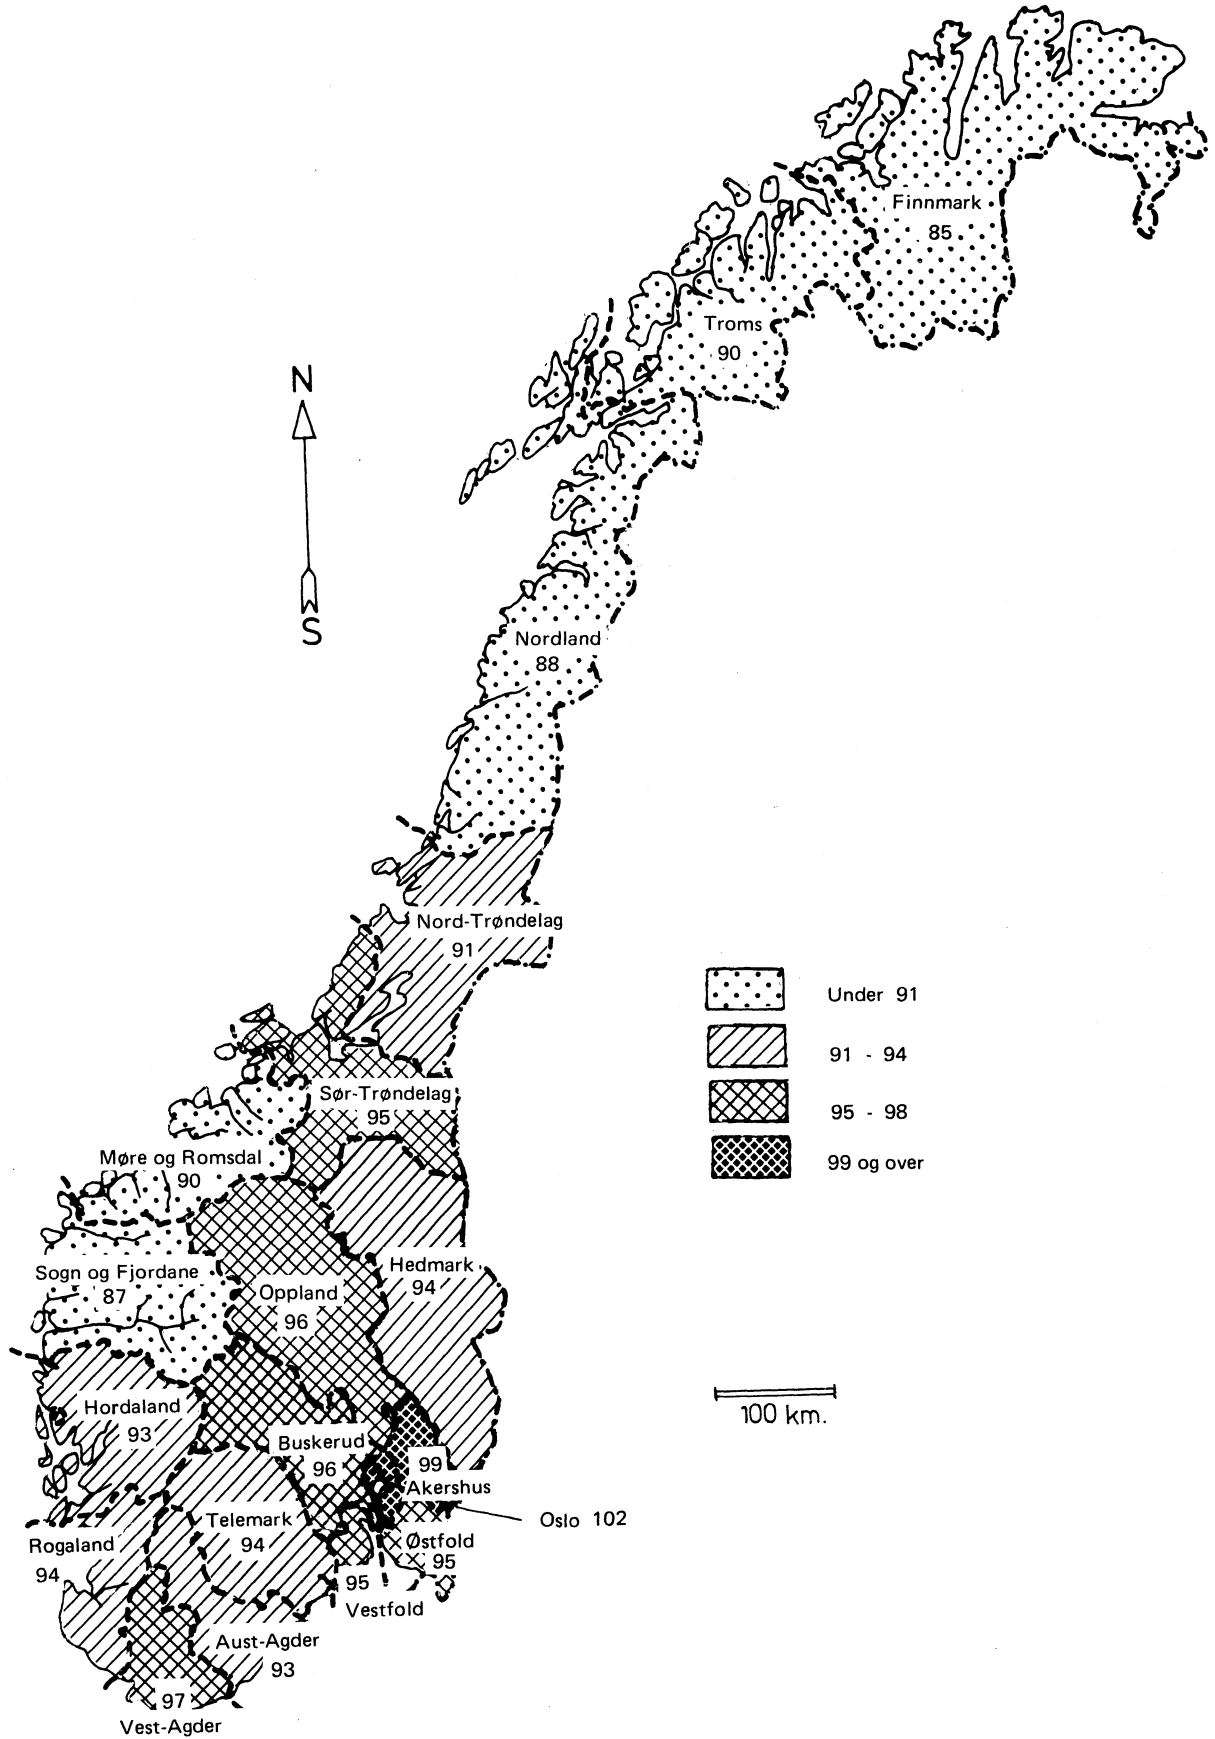 Finnmark
85
Troms
90
N
S
Nordland
88
Nord-Trøndelag
91
Under 91
91 - 94
95 - 98
99 og over
Sør-Trøndelag
95
Møre og Romsdal
90
Sogn og Fjordane
87
Hedmark
94
Oppland
96
100 km.
Hordaland
93
Buskerud
96
99
Akershus
Oslo 102
Telemark
94
Rogaland
94
Østfold
95
95
Vestfold
Aust-Agder
93
97
Vest-Agder